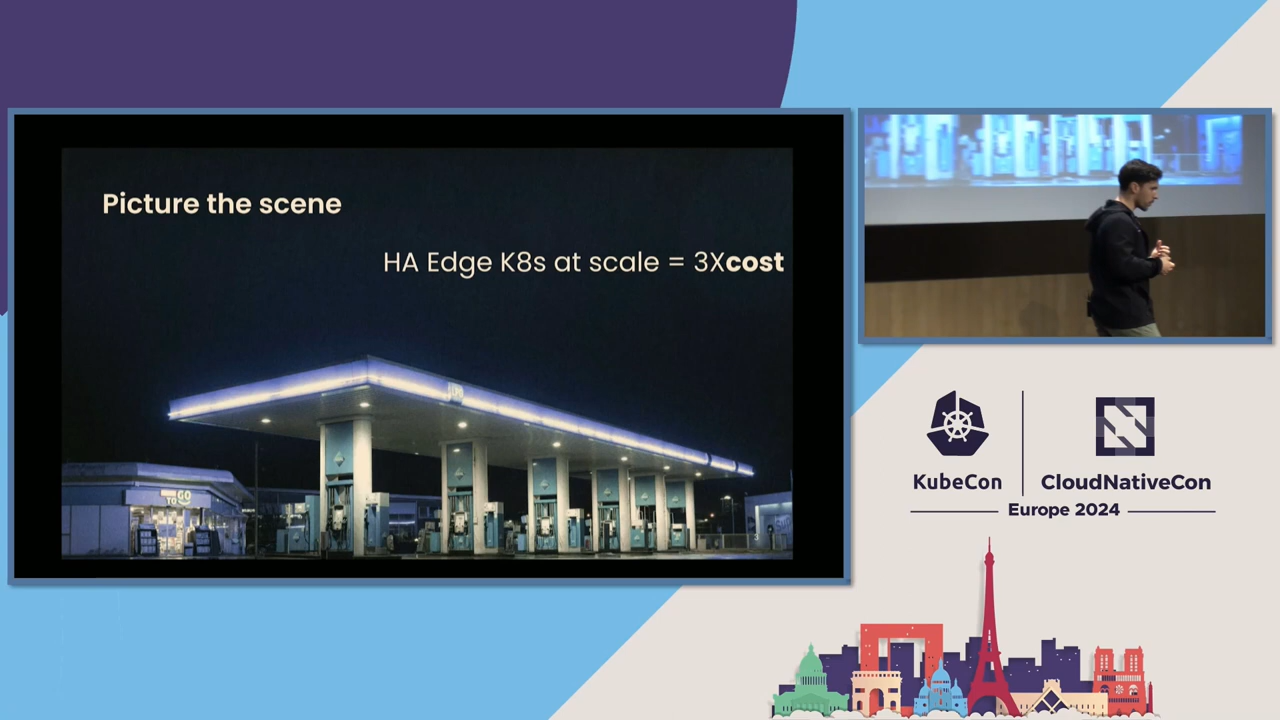 Picture the scene
HA Edge K8s at scale = 3Xcost
TO GO
KubeCon
CloudNativeCon
Europe 2024